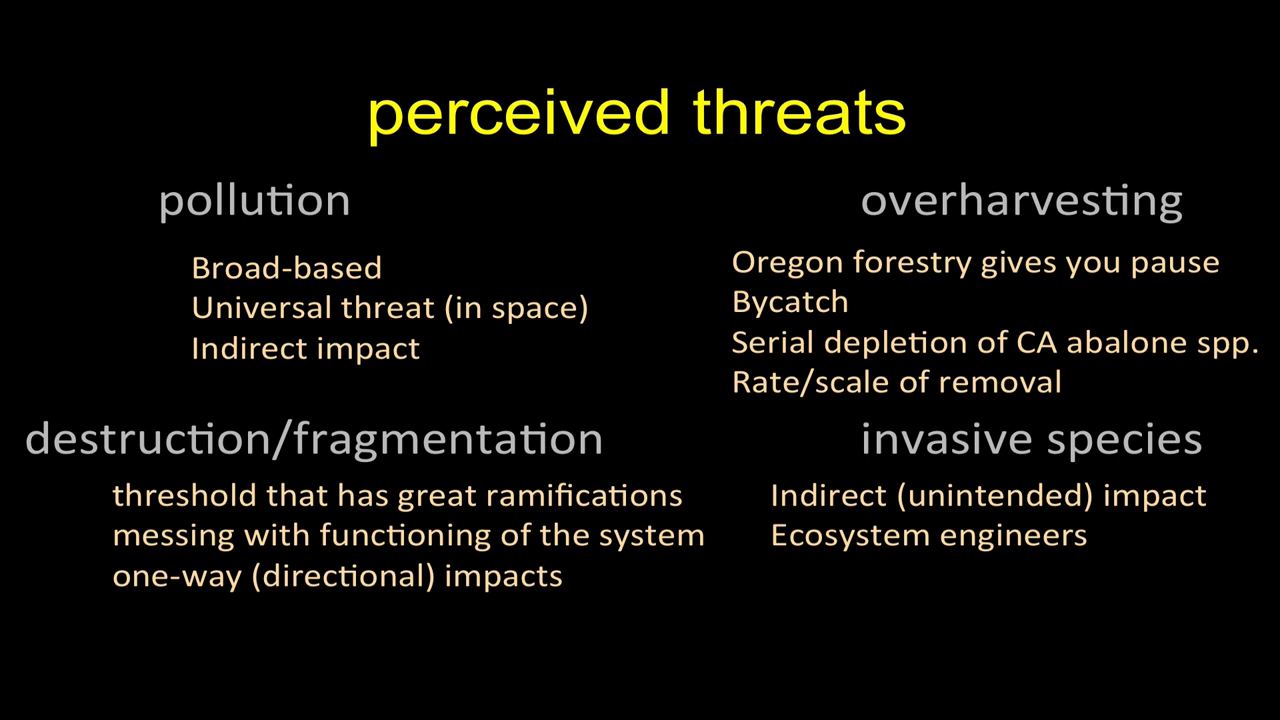 perceived threats
pollution
Broad-based
Universal threat (in space)
Indirect impact
overharvesting
Oregon forestry gives you pause
Bycatch
Serial depletion of CA abalone spp.
Rate/scale of removal
destruction/fragmentation
threshold that has great ramifications
messing with functioning of the system
one-way (directional) impacts
invasive species
Indirect (unintended) impact
Ecosystem engineers